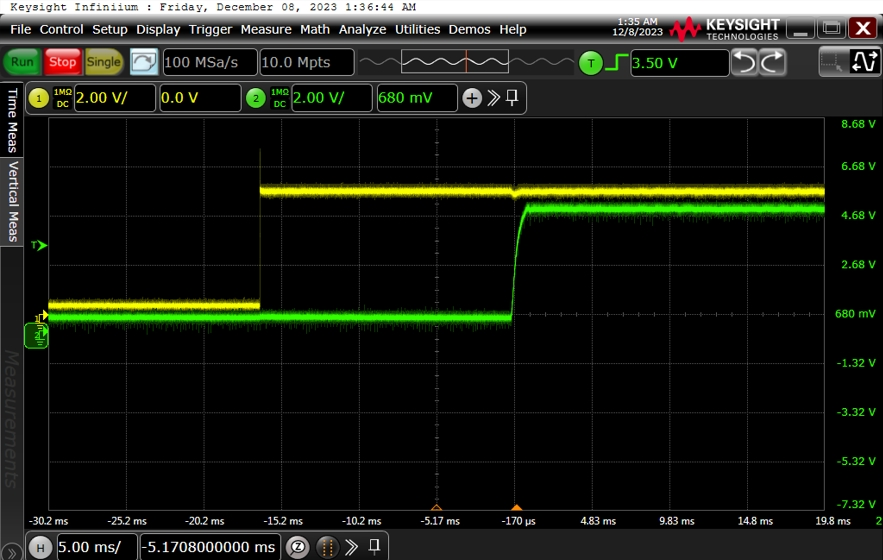 Keysight Infiniium : Friday, December 08, 2023 1:36:44 AM
File Control Setup Display Trigger Measure Math Analyze Utilities Demos Help
1:35 AM
12/8/2023
KEYSIGHT
TECHNOLOGIES
Run Stop Single 100 MSa/s 10.0 Mpts T 3.50 V
1 1MΩ DC 2.00 V/ 0.0 V 2 1MΩ DC 2.00 V/ 680 mV
Time Meas
Vertical Meas
Measurements
8.68 V
6.68 V
4.68 V
T
2.68 V
680 mV
1
2
-1.32 V
-3.32 V
-5.32 V
-7.32 V
-30.2 ms -25.2 ms -20.2 ms -15.2 ms -10.2 ms -5.17 ms -170 µs 4.83 ms 9.83 ms 14.8 ms 19.8 ms 2
H 5.00 ms/ -5.1708000000 ms Z